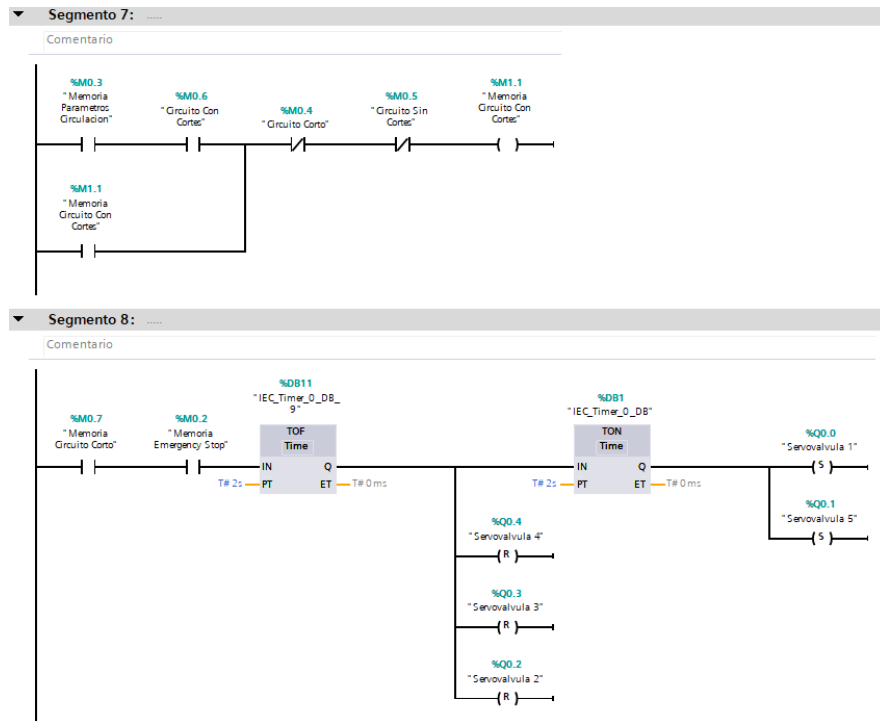 Segmento 7: .....
Comentario
%M0.3
"Memoria
Parametros
Circulacion"
%M0.6
"Circuito Con
Cortes"
%M0.4
"Circuito Corto"
%M0.5
"Circuito Sin
Cortes"
%M1.1
"Memoria
Circuito Con
Cortes"
%M1.1
"Memoria
Circuito Con
Cortes"
Segmento 8: .....
Comentario
%M0.7
"Memoria
Circuito Corto"
%M0.2
"Memoria
Emergency Stop"
%DB11
"IEC_Timer_0_DB_
9"
TOF
Time
IN Q
T# 2s PT ET T# 0 ms
%DB1
"IEC_Timer_0_DB"
TON
Time
IN Q
T# 2s PT ET T# 0 ms
%Q0.0
"Servovalvula 1"
S
%Q0.1
"Servovalvula 5"
S
%Q0.4
"Servovalvula 4"
R
%Q0.3
"Servovalvula 3"
R
%Q0.2
"Servovalvula 2"
R